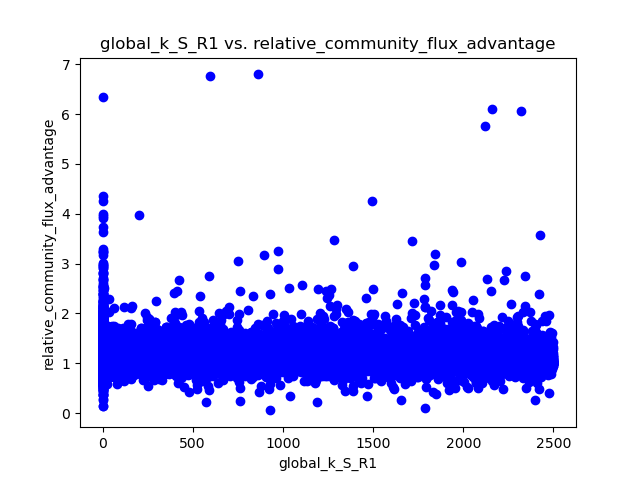 global_k_S_R1 vs. relative_community_flux_advantage
7
6
5
4
3
2
1
0
relative_community_flux_advantage
0 500 1000 1500 2000 2500
global_k_S_R1